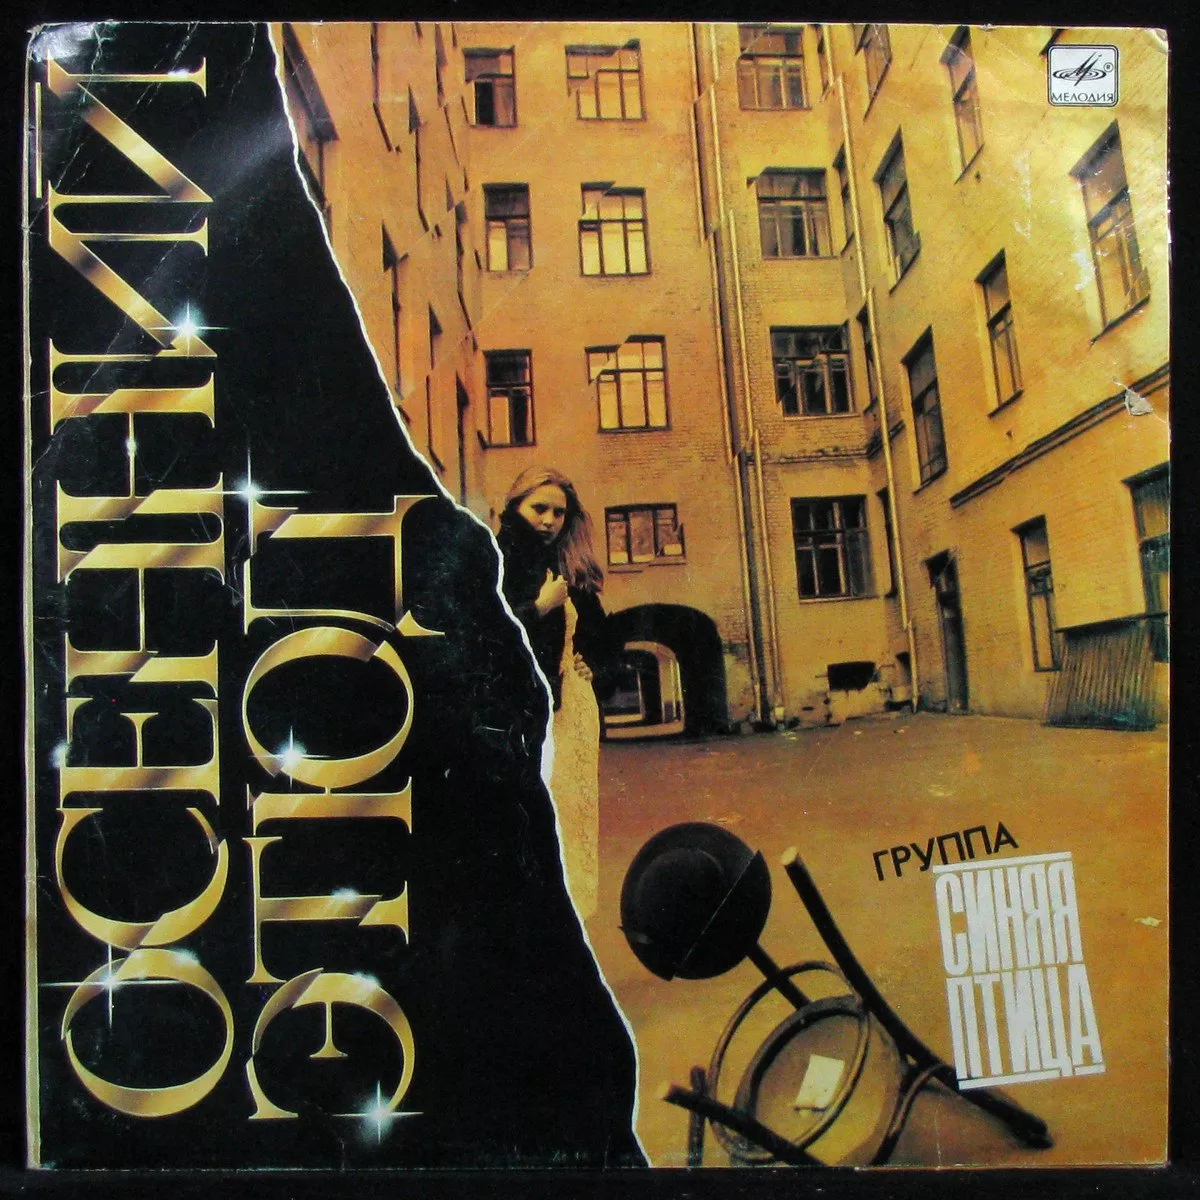 ОСЕННИЙ
ЭТЮД
МЕЛОДИЯ
ГРУППА
СИНЯЯ
ПТИЦА